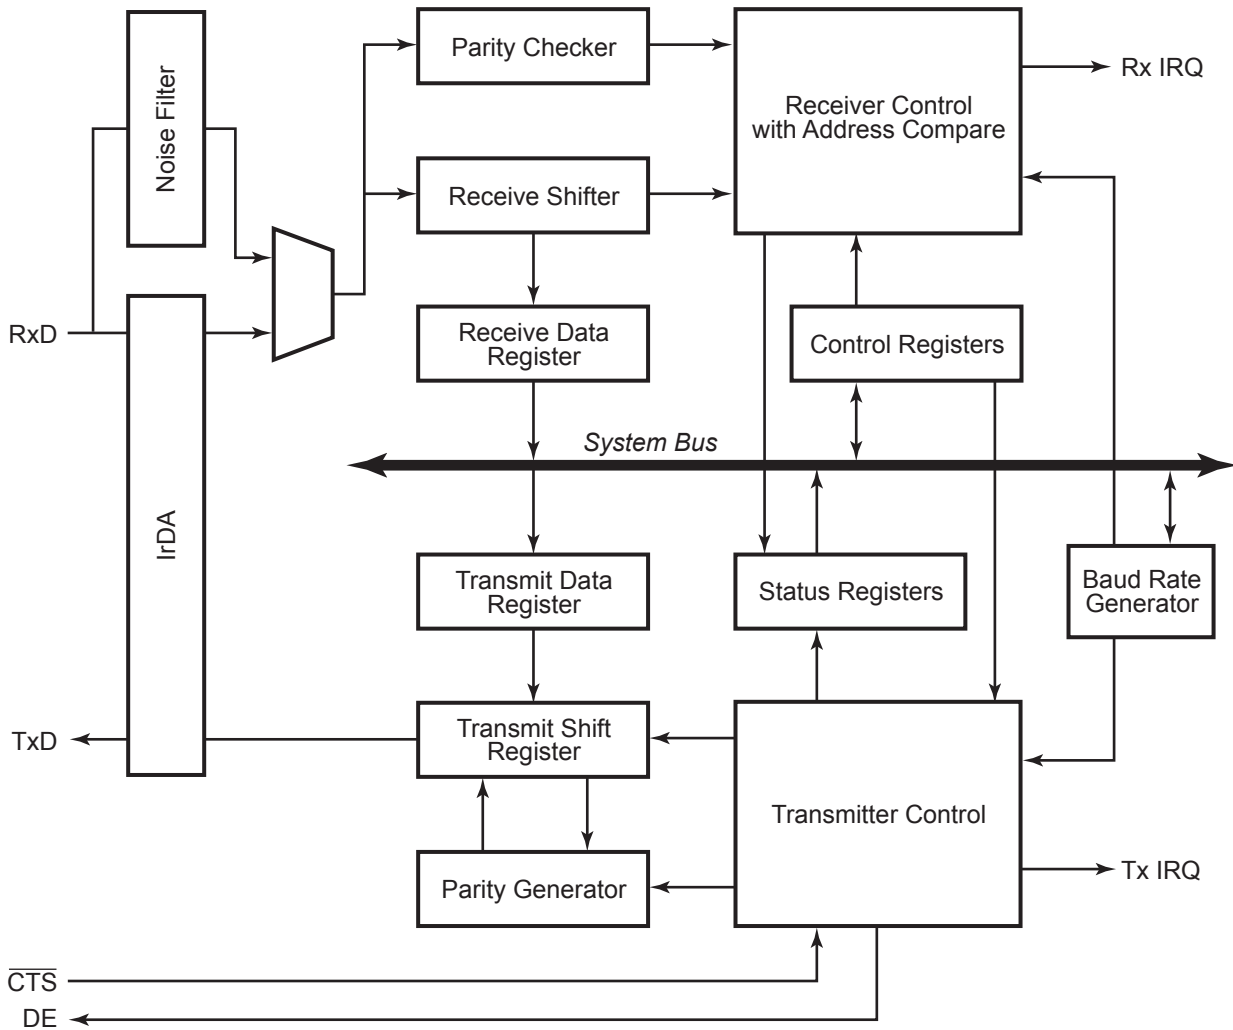 Noise Filter
Parity Checker
Receiver Control
with Address Compare
Rx IRQ
Receive Shifter
RxD
Receive Data
Register
Control Registers
System Bus
IrDA
Transmit Data
Register
Status Registers
Baud Rate
Generator
TxD
Transmit Shift
Register
Transmitter Control
Parity Generator
Tx IRQ
CTS
DE